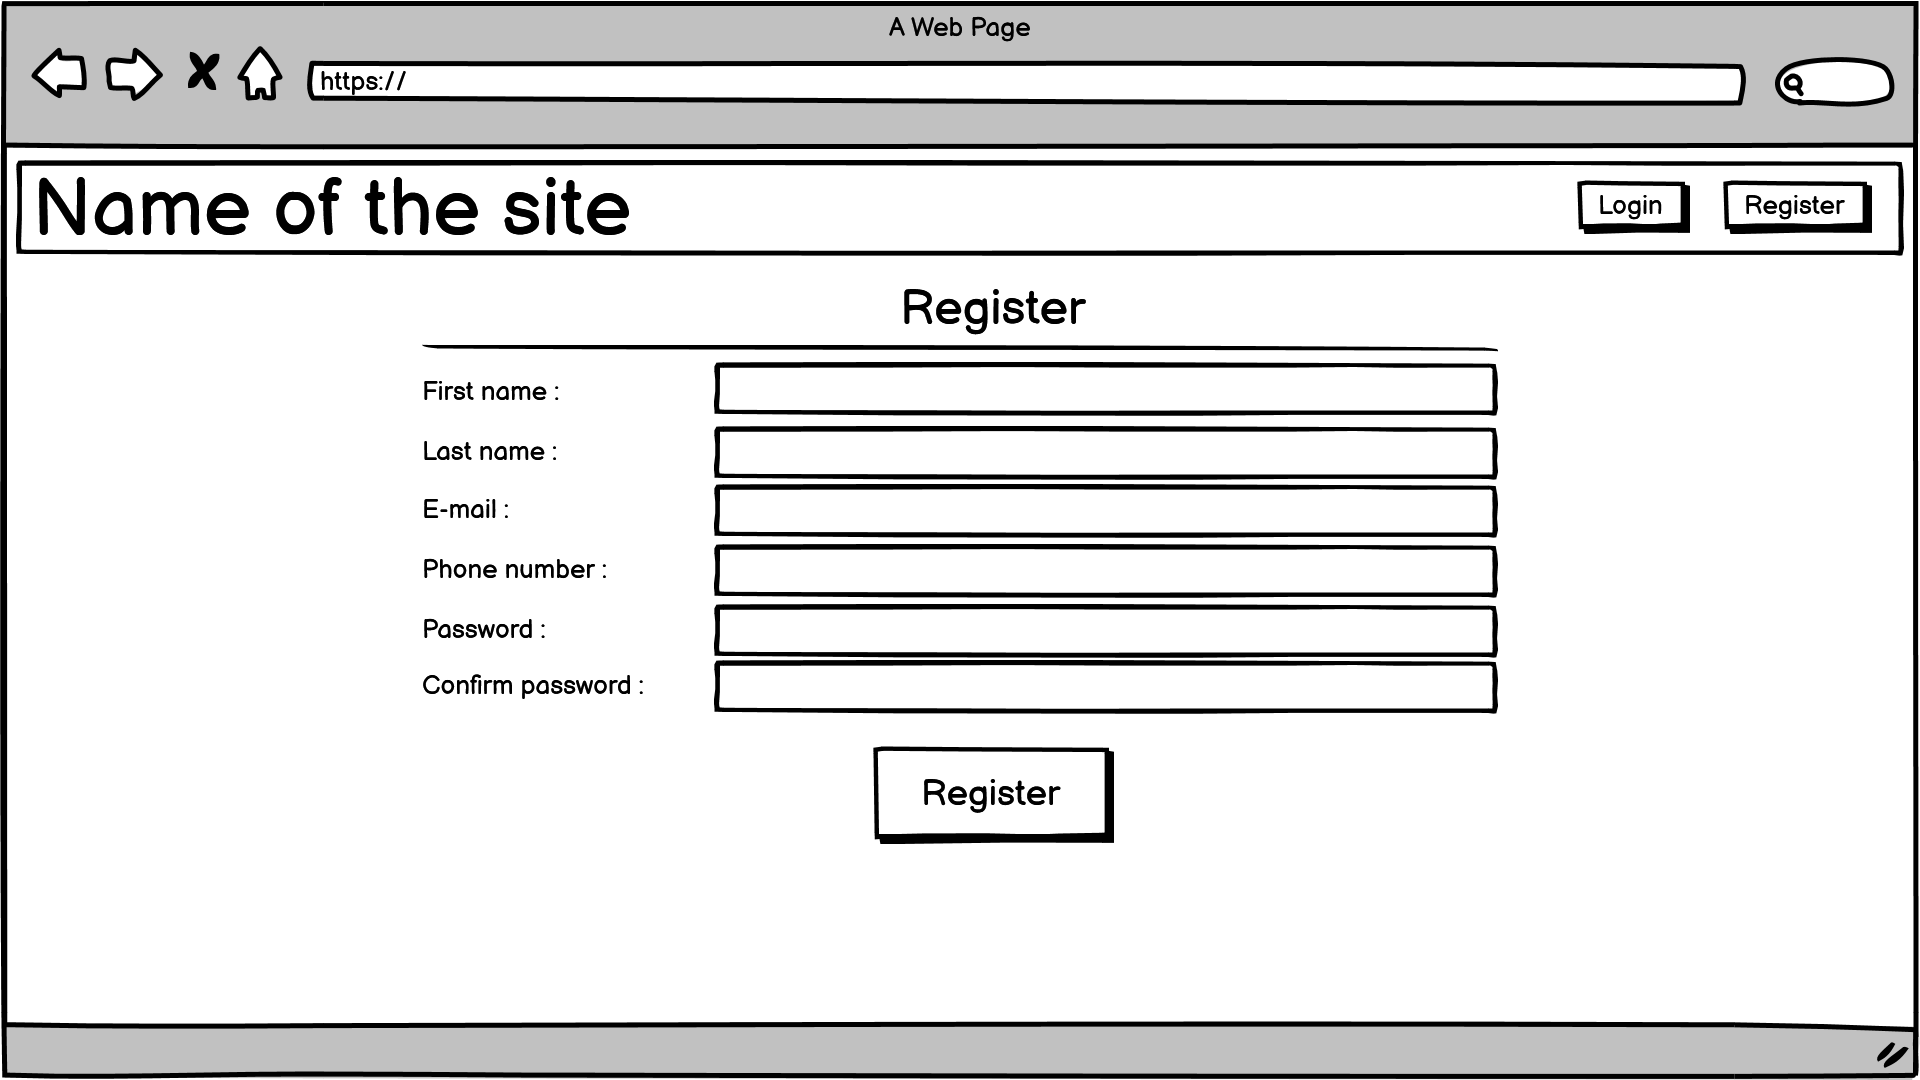 A Web Page
https://
Name of the site
Login
Register
Register
First name :
Last name :
E-mail :
Phone number :
Password :
Confirm password :
Register